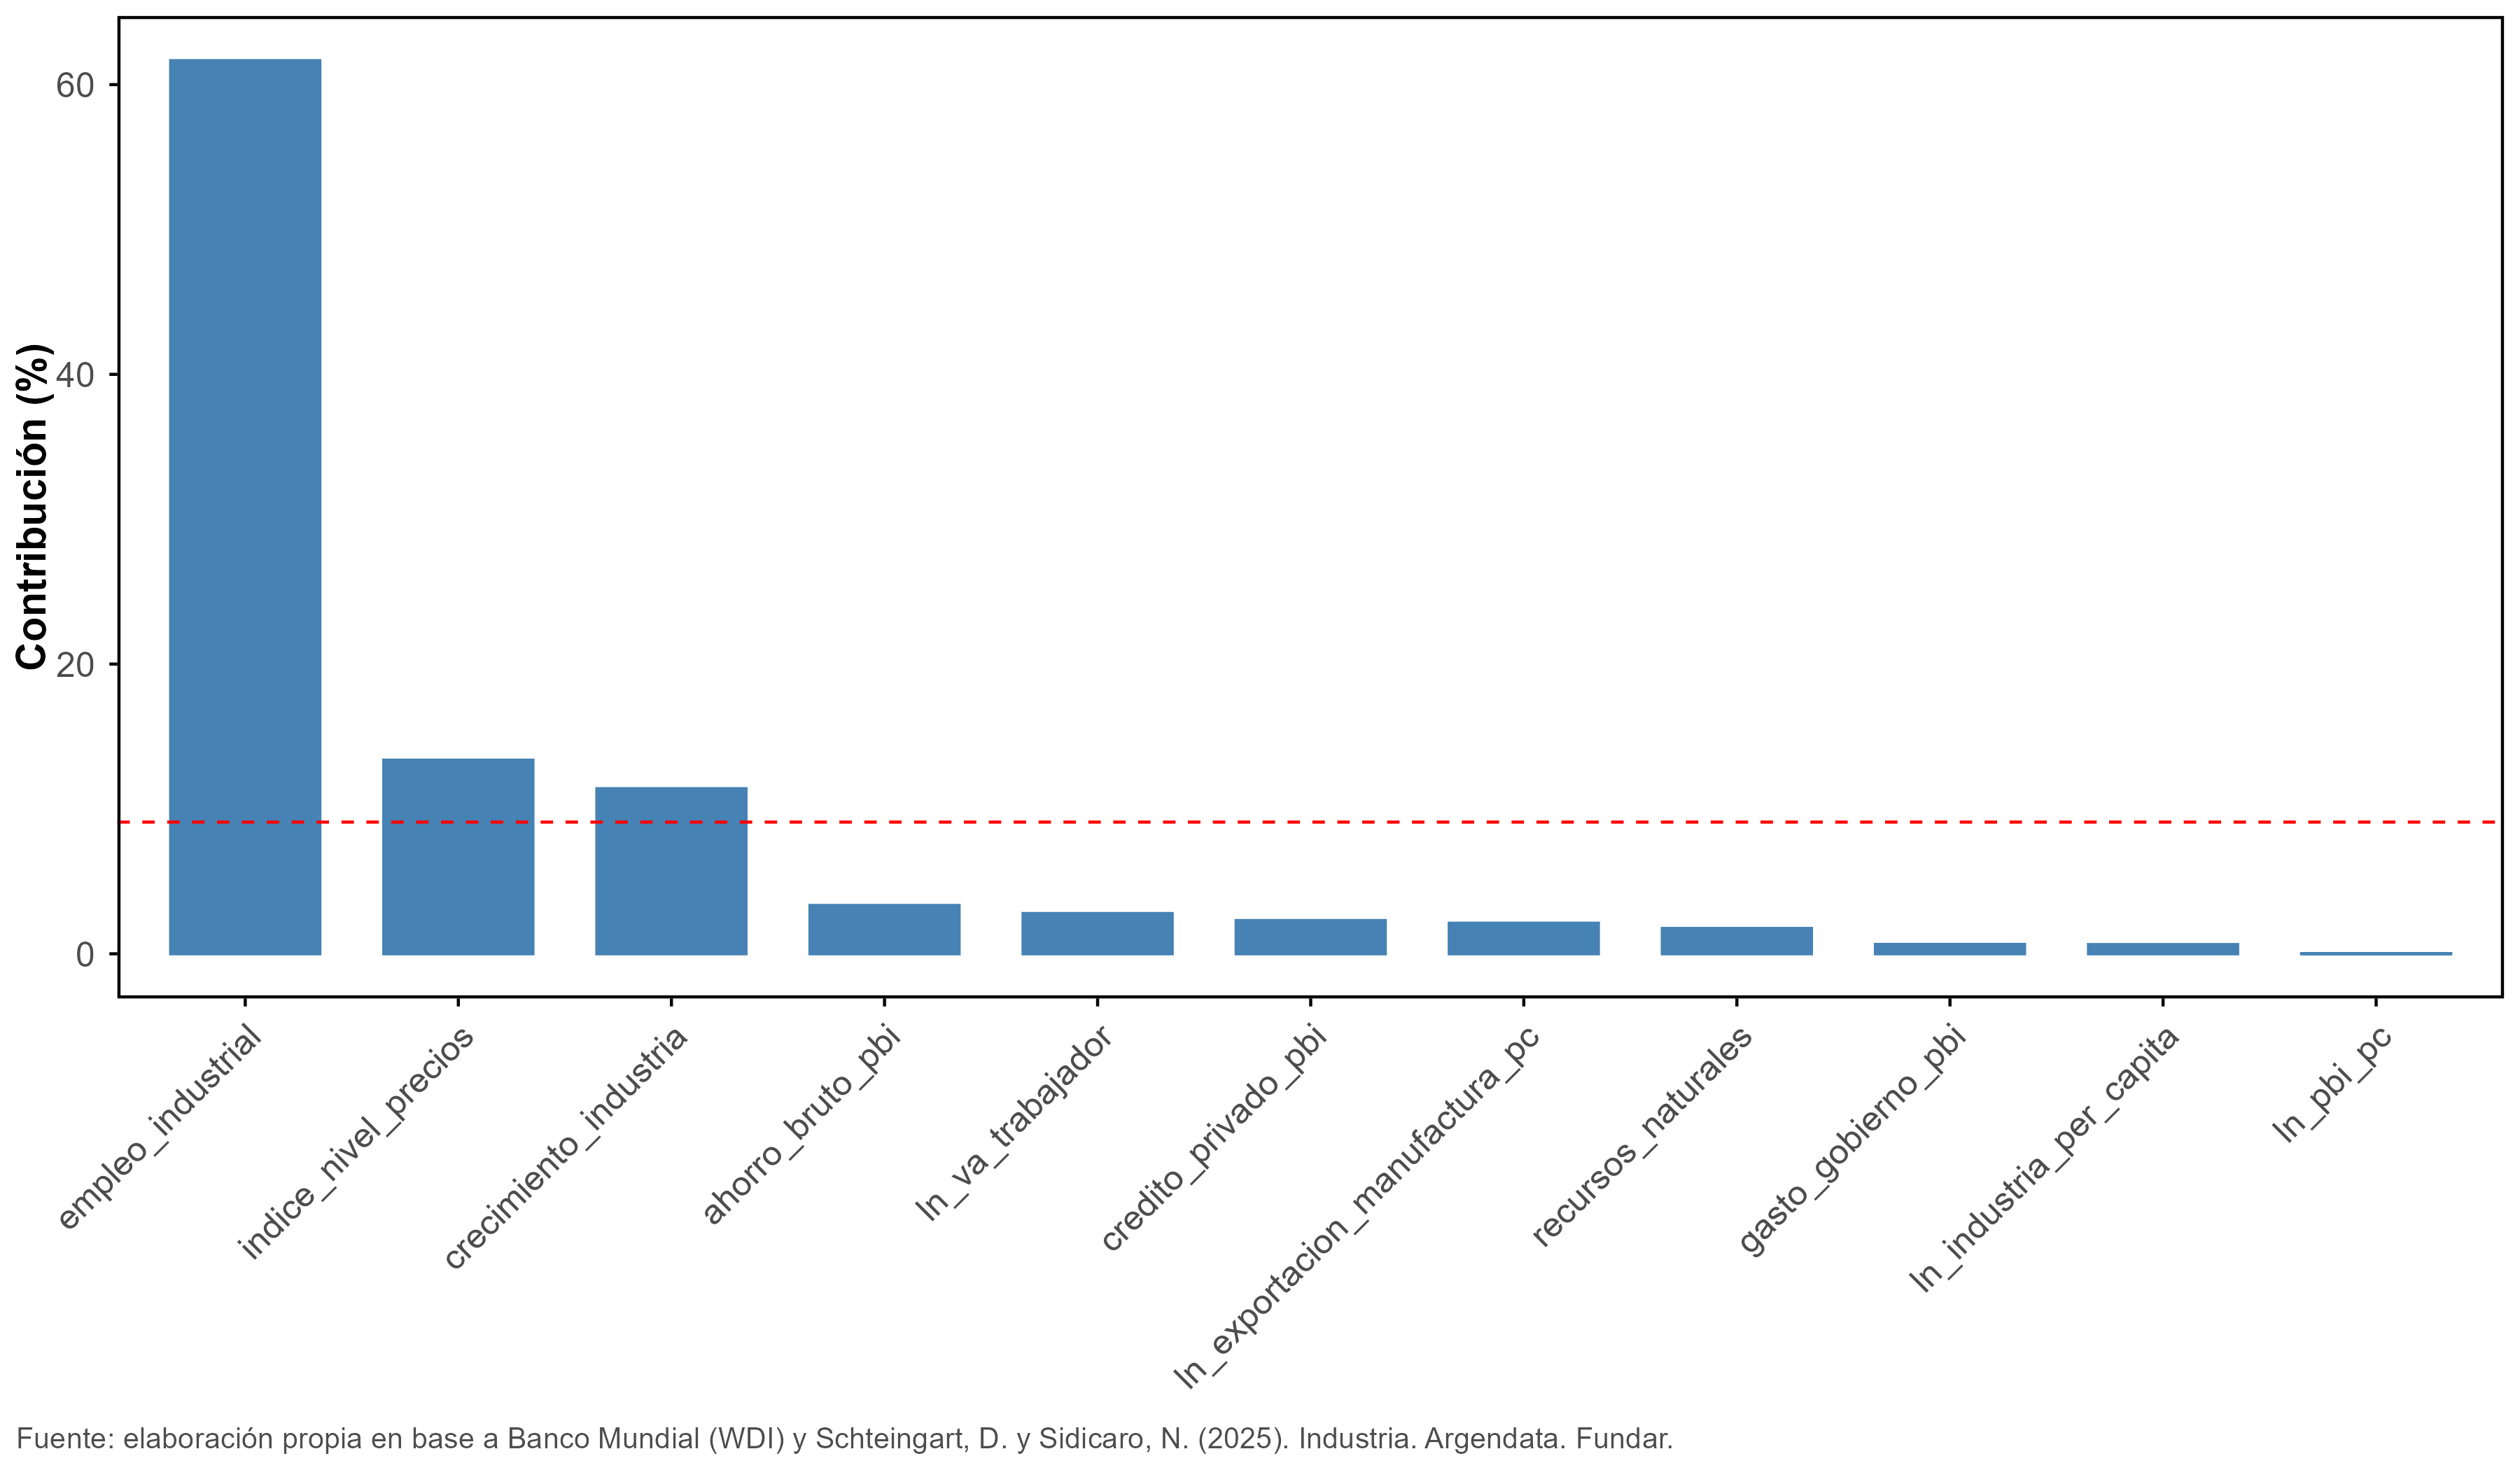 Contribución (%)
60
40
20
0
empleo_industrial
indice_nivel_precios
crecimiento_industria
ahorro_bruto_pbi
ln_va_trabajador
credito_privado_pbi
ln_exportacion_manufactura_pc
recursos_naturales
gasto_gobierno_pbi
ln_industria_per_capita
ln_pbi_pc
Fuente: elaboración propia en base a Banco Mundial (WDI) y Schteingart, D. y Sidicaro, N. (2025). Industria. Argendata. Fundar.